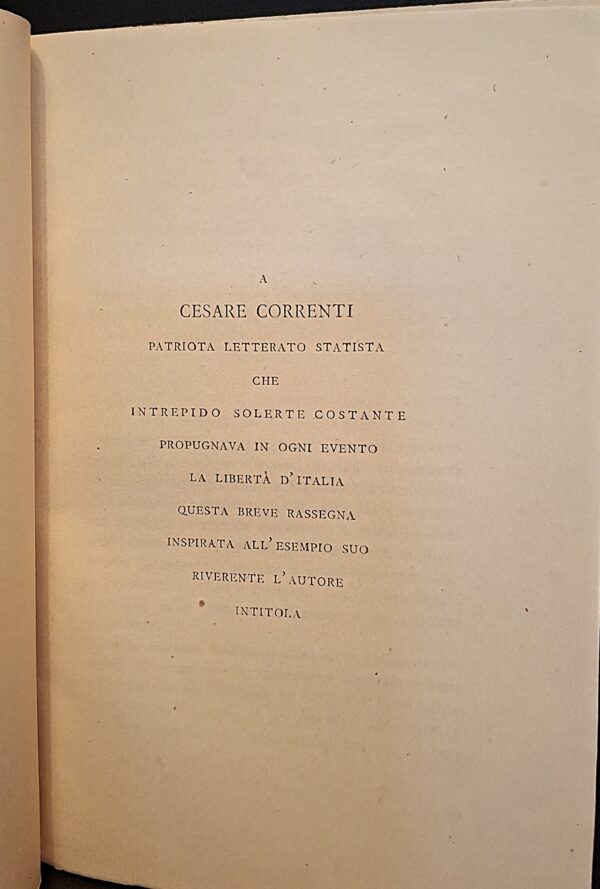 A
CESARE CORRENTI
PATRIOTA LETTERATO STATISTA
CHE
INTREPIDO SOLERTE COSTANTE
PROPUGNAVA IN OGNI EVENTO
LA LIBERTÀ D'ITALIA
QUESTA BREVE RASSEGNA
INSPIRATA ALL'ESEMPIO SUO
RIVERENTE L'AUTORE
INTITOLA